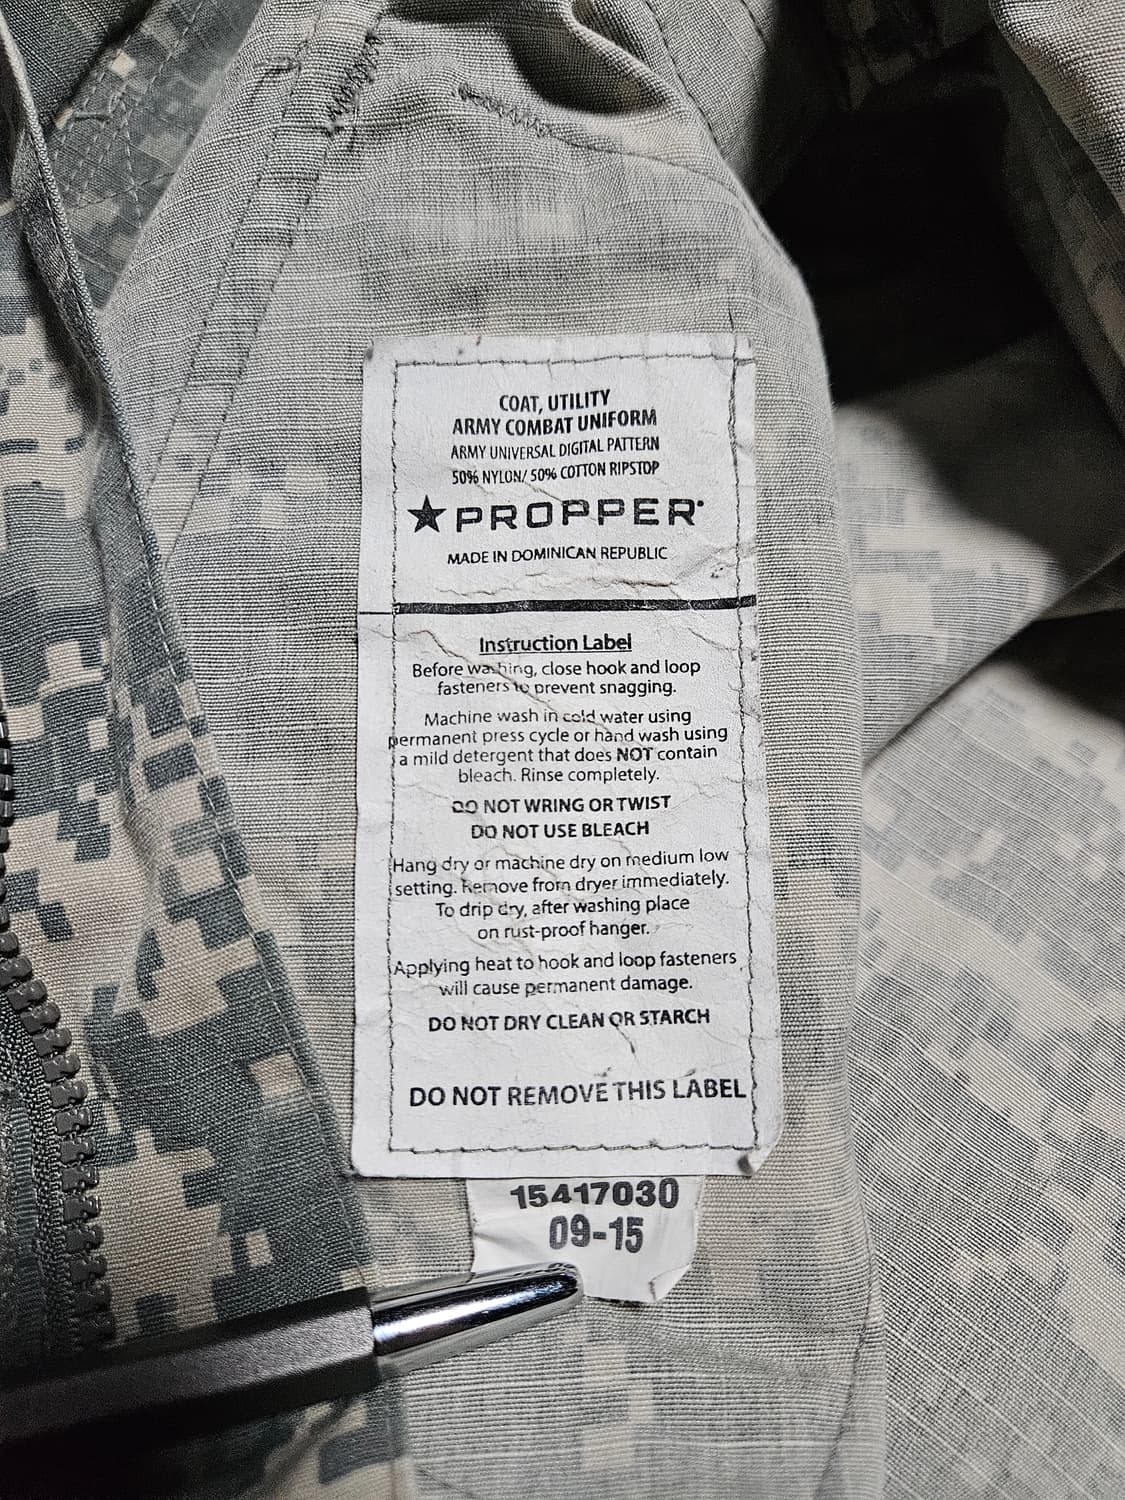 COAT, UTILITY
ARMY COMBAT UNIFORM
ARMY UNIVERSAL DIGITAL PATTERN
50% NYLON/ 50% COTTON RIPSTOP
★PROPPER
MADE IN DOMINICAN REPUBLIC
Instruction Label
Before washing, close hook and loop
fasteners to prevent snagging.
Machine wash in cold water using
permanent press cycle or hand wash using
a mild detergent that does NOT contain
bleach. Rinse completely.
DO NOT WRING OR TWIST
DO NOT USE BLEACH
Hang dry or machine dry on medium low
setting. Remove from dryer immediately.
To drip dry, after washing place
on rust-proof hanger.
Applying heat to hook and loop fasteners
will cause permanent damage.
DO NOT DRY CLEAN OR STARCH
DO NOT REMOVE THIS LABEL
15417030
09-15